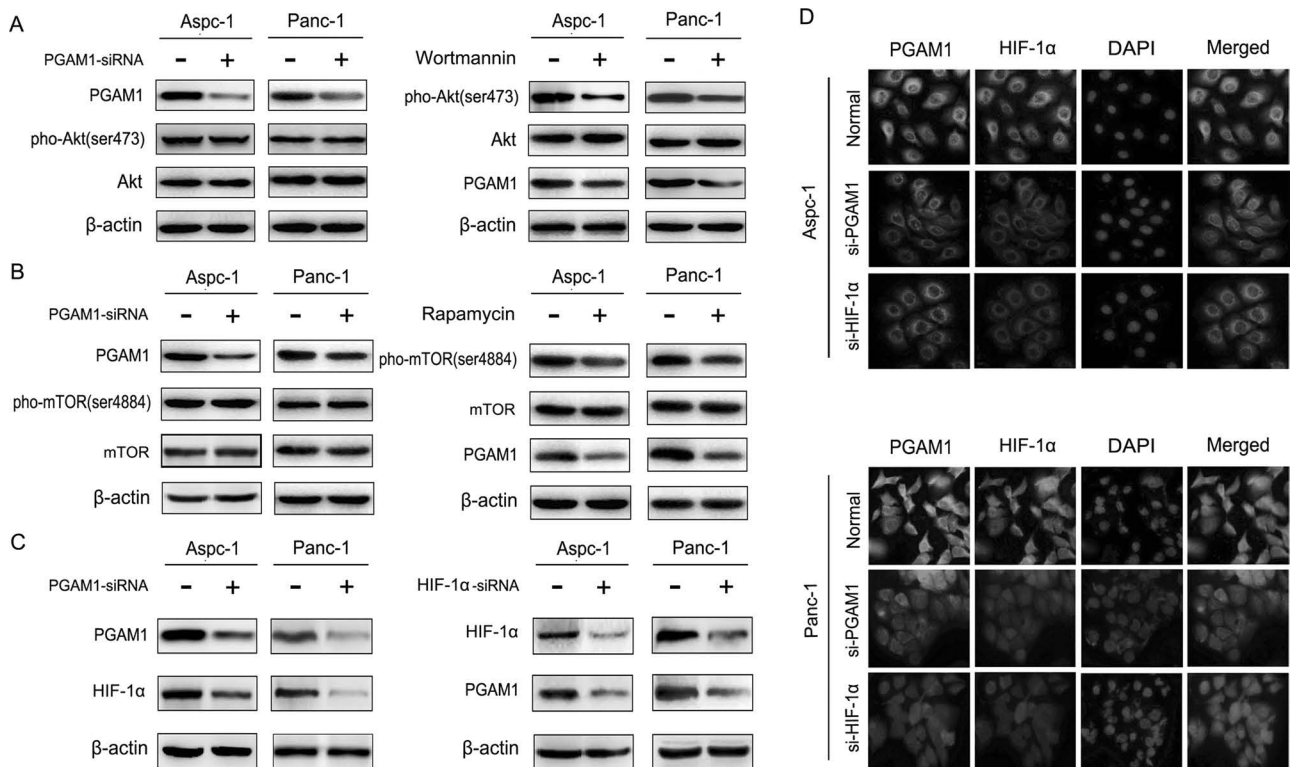 A
Aspc-1 Panc-1
PGAM1-siRNA - + - +
PGAM1
pho-Akt(ser473)
Akt
β-actin
Aspc-1 Panc-1
Wortmannin - + - +
pho-Akt(ser473)
Akt
PGAM1
β-actin
B
Aspc-1 Panc-1
PGAM1-siRNA - + - +
PGAM1
pho-mTOR(ser4884)
mTOR
β-actin
Aspc-1 Panc-1
Rapamycin - + - +
pho-mTOR(ser4884)
mTOR
PGAM1
β-actin
C
Aspc-1 Panc-1
PGAM1-siRNA - + - +
PGAM1
HIF-1α
β-actin
Aspc-1 Panc-1
HIF-1α-siRNA - + - +
HIF-1α
PGAM1
β-actin
D
PGAM1 HIF-1α DAPI Merged
Aspc-1
Normal
si-PGAM1
si-HIF-1α
PGAM1 HIF-1α DAPI Merged
Panc-1
Normal
si-PGAM1
si-HIF-1α